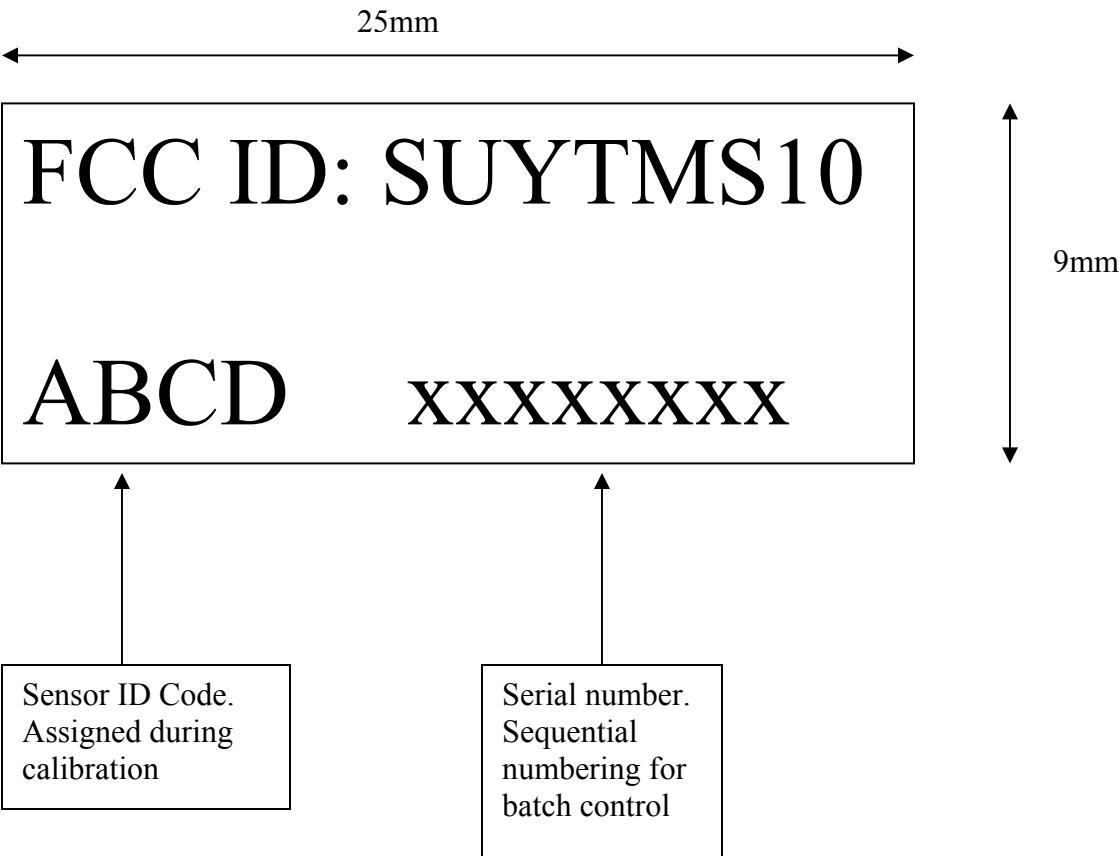 25mm
FCC ID: SUYTMS10
9mm
ABCD xxxxxxxx
Sensor ID Code.
Assigned during
calibration
Serial number.
Sequential
numbering for
batch control